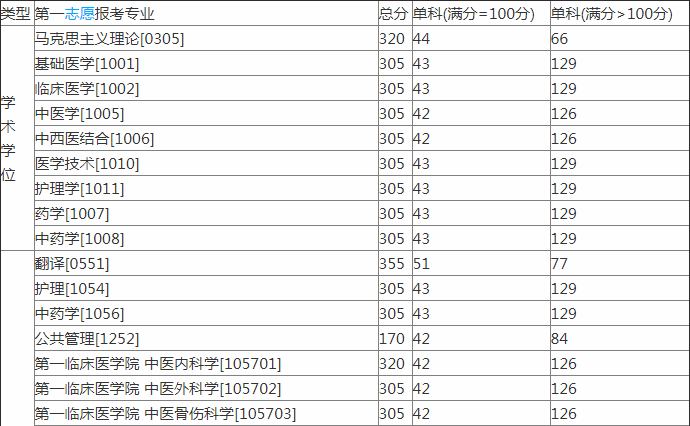 类型 第一志愿报考专业 总分 单科(满分=100分) 单科(满分>100分)
学术学位
马克思主义理论[0305] 320 44 66
基础医学[1001] 305 43 129
临床医学[1002] 305 43 129
中医学[1005] 305 42 126
中西医结合[1006] 305 42 126
医学技术[1010] 305 43 129
护理学[1011] 305 43 129
药学[1007] 305 43 129
中药学[1008] 305 43 129
翻译[0551] 355 51 77
护理[1054] 305 43 129
中药学[1056] 305 43 129
公共管理[1252] 170 42 84
第一临床医学院 中医内科学[105701] 320 42 126
第一临床医学院 中医外科学[105702] 305 42 126
第一临床医学院 中医骨伤科学[105703] 305 42 126